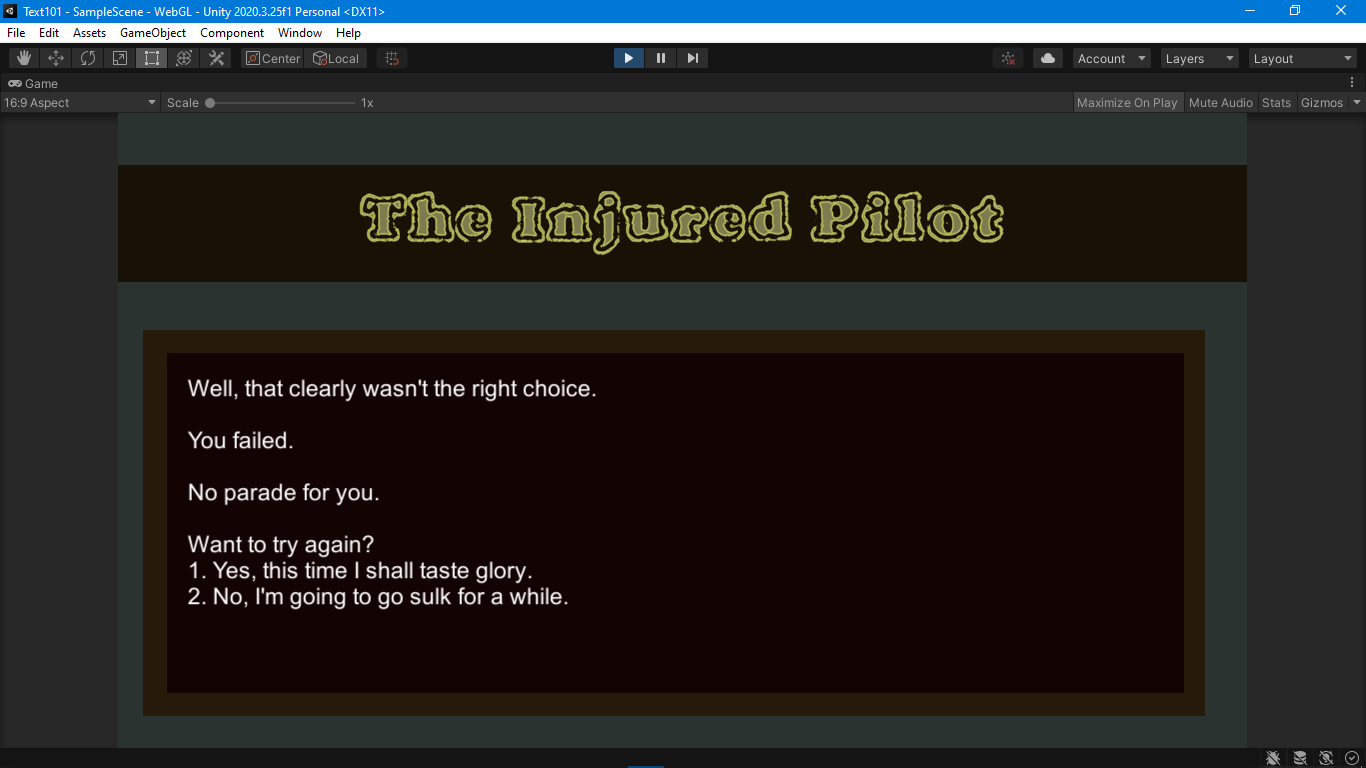 Text101 - SampleScene - WebGL - Unity 2020.3.25f1 Personal <DX11>
File Edit Assets GameObject Component Window Help
Center Local Account Layers Layout
Game
16:9 Aspect Scale 1x Maximize On Play Mute Audio Stats Gizmos
The Injured Pilot
Well, that clearly wasn't the right choice.
You failed.
No parade for you.
Want to try again?
1. Yes, this time I shall taste glory.
2. No, I'm going to go sulk for a while.